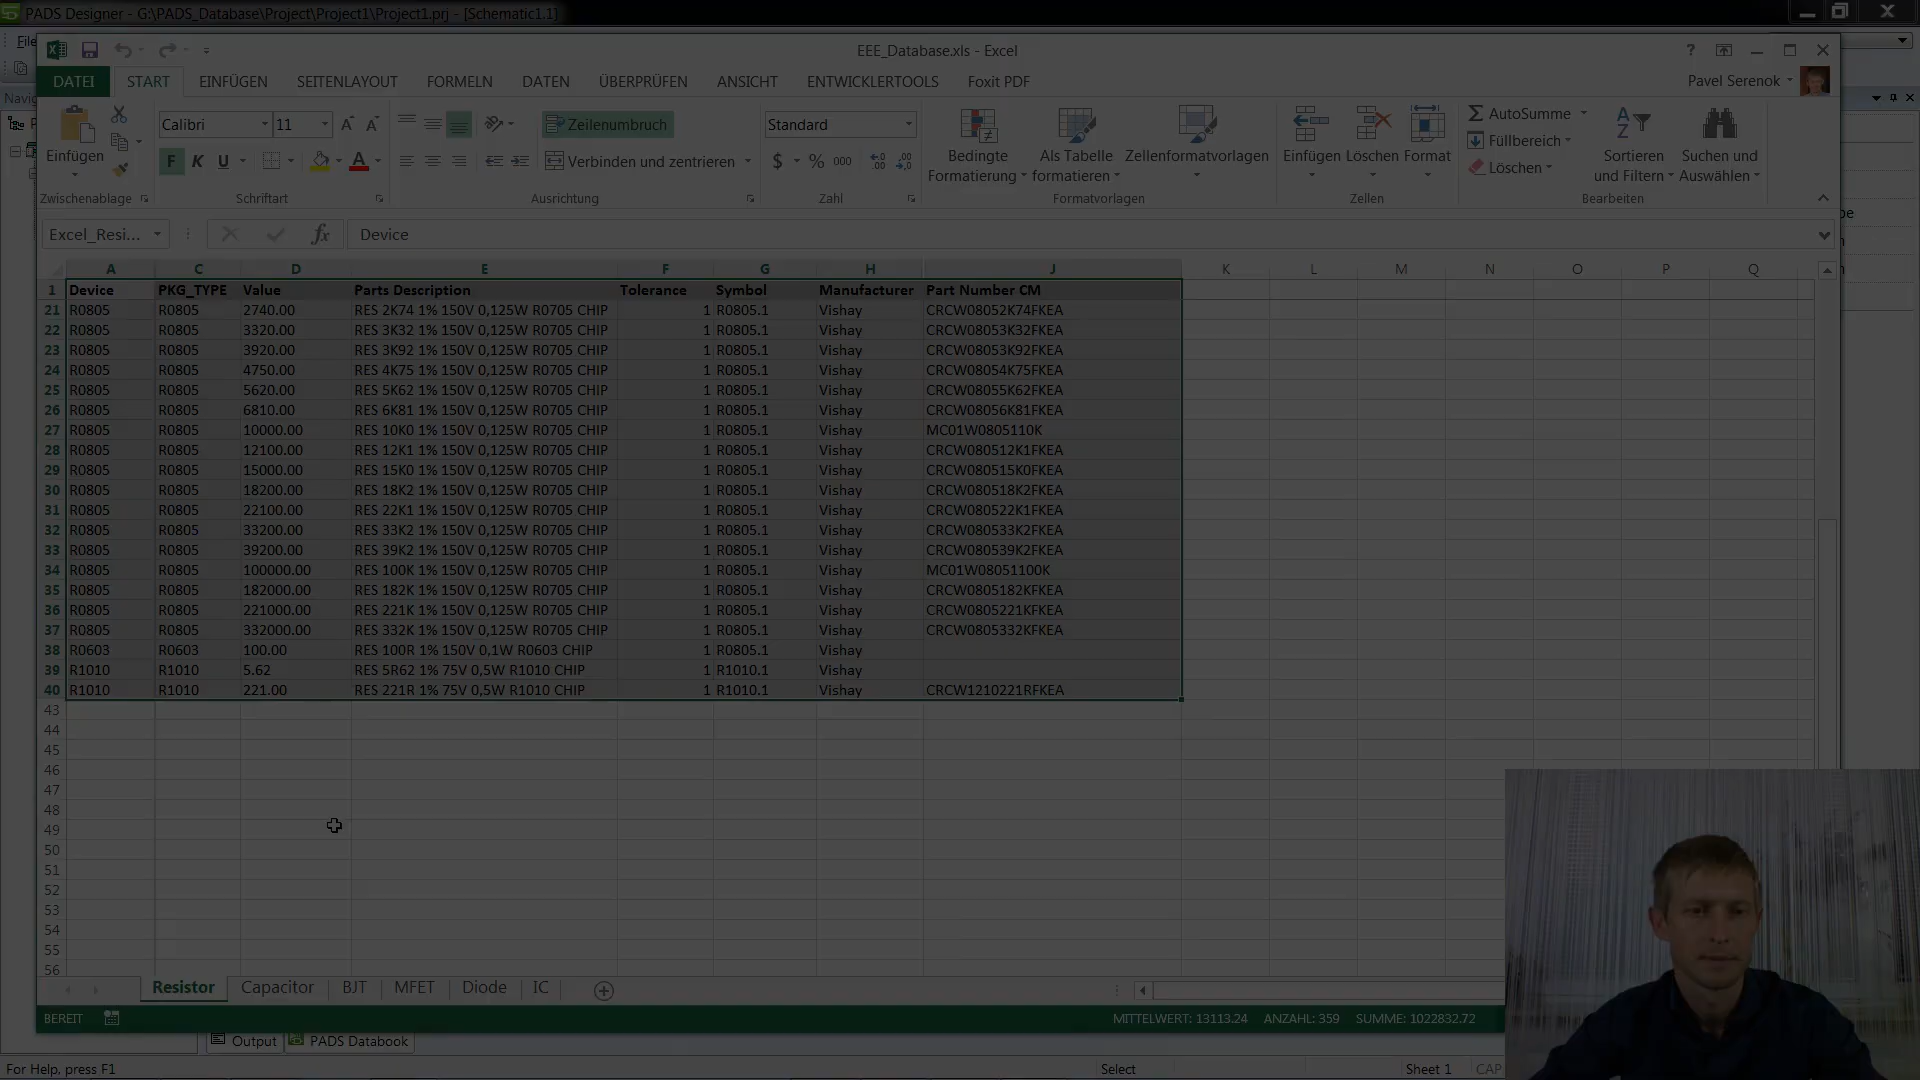 PADS Designer - G:\PADS_Database\Project\Project1\Project1.prj - [Schematic1.1]
File
EEE_Database.xls - Excel
DATEI START EINFÜGEN SEITENLAYOUT FORMELN DATEN ÜBERPRÜFEN ANSICHT ENTWICKLERTOOLS Foxit PDF
Pavel Serenok
Calibri 11 Zeilenumbruch Standard AutoSumme
Füllbereich
Einfügen Bedingte Formatierung Als Tabelle formatieren Zellenformatvorlagen Einfügen Löschen Format Sortieren und Filtern Suchen und Auswählen
F K U A Verbinden und zentrieren $ % 000 Löschen
Zwischenablage Schriftart Ausrichtung Zahl Formatvorlagen Zellen Bearbeiten
Excel_Resi... fx Device
A C D E F G H J K L M N O P Q
1 Device PKG_TYPE Value Parts Description Tolerance Symbol Manufacturer Part Number CM
21 R0805 R0805 2740.00 RES 2K74 1% 150V 0,125W R0705 CHIP 1 R0805.1 Vishay CRCW08052K74FKEA
22 R0805 R0805 3320.00 RES 3K32 1% 150V 0,125W R0705 CHIP 1 R0805.1 Vishay CRCW08053K32FKEA
23 R0805 R0805 3920.00 RES 3K92 1% 150V 0,125W R0705 CHIP 1 R0805.1 Vishay CRCW08053K92FKEA
24 R0805 R0805 4750.00 RES 4K75 1% 150V 0,125W R0705 CHIP 1 R0805.1 Vishay CRCW08054K75FKEA
25 R0805 R0805 5620.00 RES 5K62 1% 150V 0,125W R0705 CHIP 1 R0805.1 Vishay CRCW08055K62FKEA
26 R0805 R0805 6810.00 RES 6K81 1% 150V 0,125W R0705 CHIP 1 R0805.1 Vishay CRCW08056K81FKEA
27 R0805 R0805 10000.00 RES 10K0 1% 150V 0,125W R0705 CHIP 1 R0805.1 Vishay MC01W0805110K
28 R0805 R0805 12100.00 RES 12K1 1% 150V 0,125W R0705 CHIP 1 R0805.1 Vishay CRCW080512K1FKEA
29 R0805 R0805 15000.00 RES 15K0 1% 150V 0,125W R0705 CHIP 1 R0805.1 Vishay CRCW080515K0FKEA
30 R0805 R0805 18200.00 RES 18K2 1% 150V 0,125W R0705 CHIP 1 R0805.1 Vishay CRCW080518K2FKEA
31 R0805 R0805 22100.00 RES 22K1 1% 150V 0,125W R0705 CHIP 1 R0805.1 Vishay CRCW080522K1FKEA
32 R0805 R0805 33200.00 RES 33K2 1% 150V 0,125W R0705 CHIP 1 R0805.1 Vishay CRCW080533K2FKEA
33 R0805 R0805 39200.00 RES 39K2 1% 150V 0,125W R0705 CHIP 1 R0805.1 Vishay CRCW080539K2FKEA
34 R0805 R0805 100000.00 RES 100K 1% 150V 0,125W R0705 CHIP 1 R0805.1 Vishay MC01W08051100K
35 R0805 R0805 182000.00 RES 182K 1% 150V 0,125W R0705 CHIP 1 R0805.1 Vishay CRCW0805182KFKEA
36 R0805 R0805 221000.00 RES 221K 1% 150V 0,125W R0705 CHIP 1 R0805.1 Vishay CRCW0805221KFKEA
37 R0805 R0805 332000.00 RES 332K 1% 150V 0,125W R0705 CHIP 1 R0805.1 Vishay CRCW0805332KFKEA
38 R0603 R0603 100.00 RES 100R 1% 150V 0,1W R0603 CHIP 1 R0805.1 Vishay
39 R1010 R1010 5.62 RES 5R62 1% 75V 0,5W R1010 CHIP 1 R1010.1 Vishay
40 R1010 R1010 221.00 RES 221R 1% 75V 0,5W R1010 CHIP 1 R1010.1 Vishay CRCW1210221RFKEA
43
44
45
46
47
48
49
50
51
52
53
54
55
56
Resistor Capacitor BJT MFET Diode IC
BEREIT MITTELWERT: 13113.24 ANZAHL: 359 SUMME: 1022832.72
Output PADS Databook
For Help, press F1 Select Sheet 1 CAP